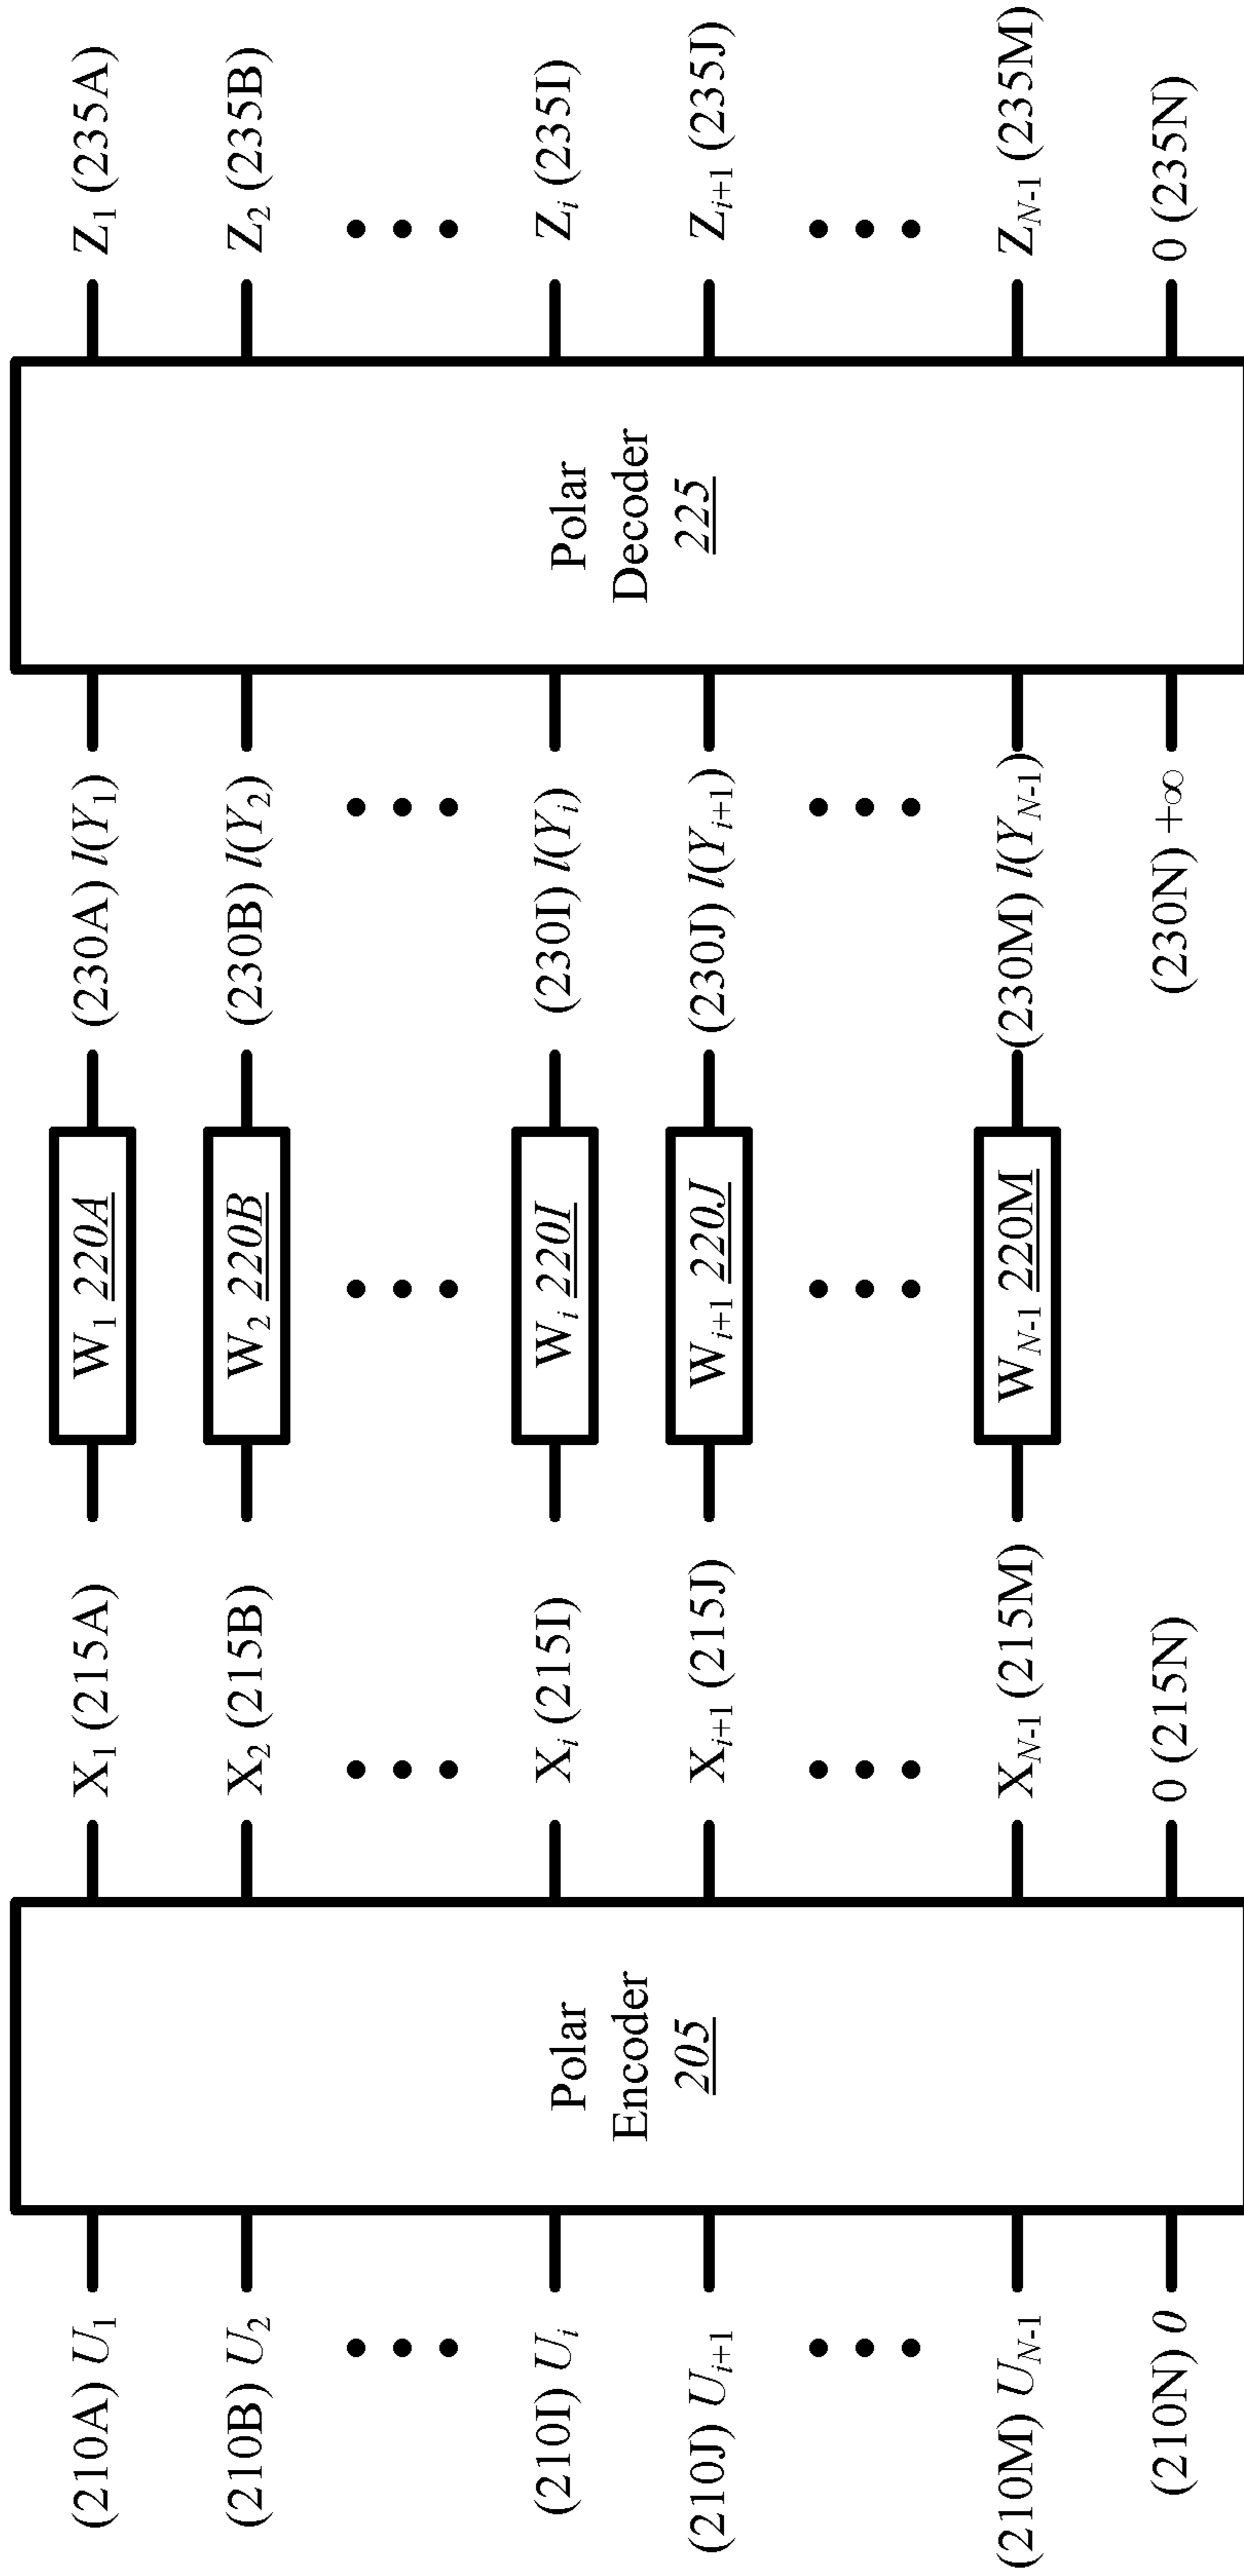 (210A) U1
(210B) U2
(210I) Ui
(210J) Ui+1
(210M) UN-1
(210N) 0
Polar
Encoder
205
X1 (215A)
X2 (215B)
Xi (215I)
Xi+1 (215J)
XN-1 (215M)
0 (215N)
W1 220A
W2 220B
Wi 220I
Wi+1 220J
WN-1 220M
(230A) l(Y1)
(230B) l(Y2)
(230I) l(Yi)
(230J) l(Yi+1)
(230M) l(YN-1)
(230N) +∞
Polar
Decoder
225
Z1 (235A)
Z2 (235B)
Zi (235I)
Zi+1 (235J)
ZN-1 (235M)
0 (235N)